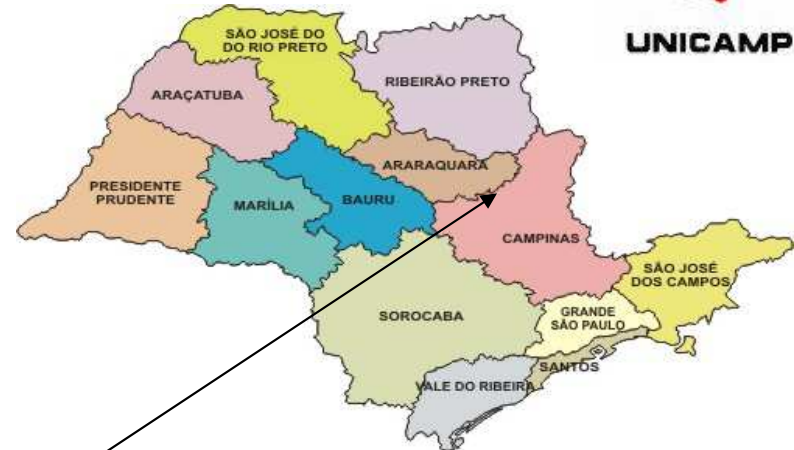 SÃO JOSÉ DO
DO RIO PRETO
UNICAMP
RIBEIRÃO PRETO
ARAÇATUBA
ARARAQUARA
PRESIDENTE
PRUDENTE
MARÍLIA
BAURU
CAMPINAS
SÃO JOSÉ
DOS CAMPOS
SOROCABA
GRANDE
SÃO PAULO
SANTOS
VALE DO RIBEIRA